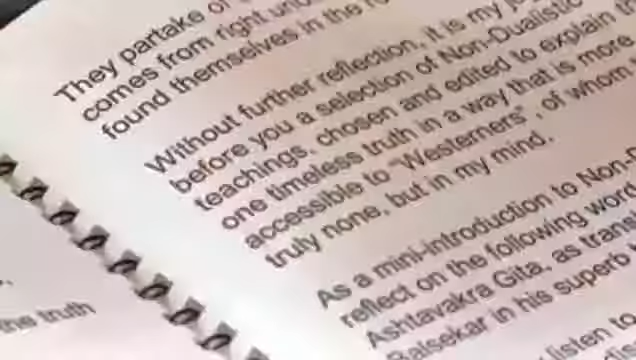 the truth
They partake of
comes from right
found themselves in the
Without further reflection, it is my
before you a selection of Non-Dualistic
teachings, chosen and edited to explain
one timeless truth in a way that is more
accessible to "Westerners", of whom
truly none, but in my mind.
As a mini-introduction to Non-
reflect on the following
Ashtavakra Gita, as
Balsekar in his superb
listen to